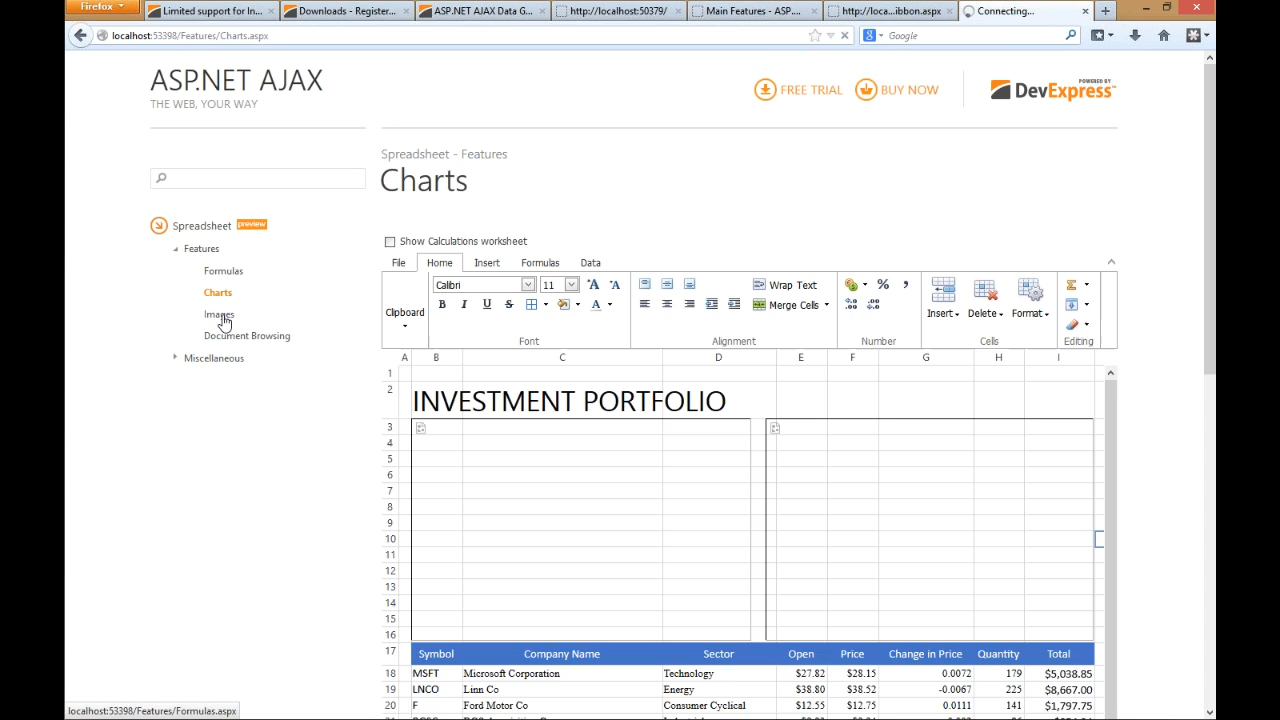 Firefox
Limited support for In...
Downloads - Register...
ASP.NET AJAX Data G...
http://localhost:50379/
Main Features - ASP....
http://loca...ibbon.aspx
Connecting...
localhost:53398/Features/Charts.aspx
Google
ASP.NET AJAX
THE WEB, YOUR WAY
FREE TRIAL
BUY NOW
POWERED BY
DevExpress™
Spreadsheet - Features
Charts
Spreadsheet preview
Features
Formulas
Charts
Images
Document Browsing
Miscellaneous
Show Calculations worksheet
File Home Insert Formulas Data
Clipboard
Calibri 11
B I U S A
Font
Wrap Text
Merge Cells
Alignment
%
Number
Insert Delete Format
Cells
Editing
A B C D E F G H I
1
2 INVESTMENT PORTFOLIO
3
4
5
6
7
8
9
10
11
12
13
14
15
16
17 Symbol Company Name Sector Open Price Change in Price Quantity Total
18 MSFT Microsoft Corporation Technology $27.82 $28.15 0.0072 179 $5,038.85
19 LNCO Linn Co Energy $38.80 $38.52 -0.0067 225 $8,667.00
20 F Ford Motor Co Consumer Cyclical $12.55 $12.75 0.0111 141 $1,797.75
localhost:53398/Features/Formulas.aspx